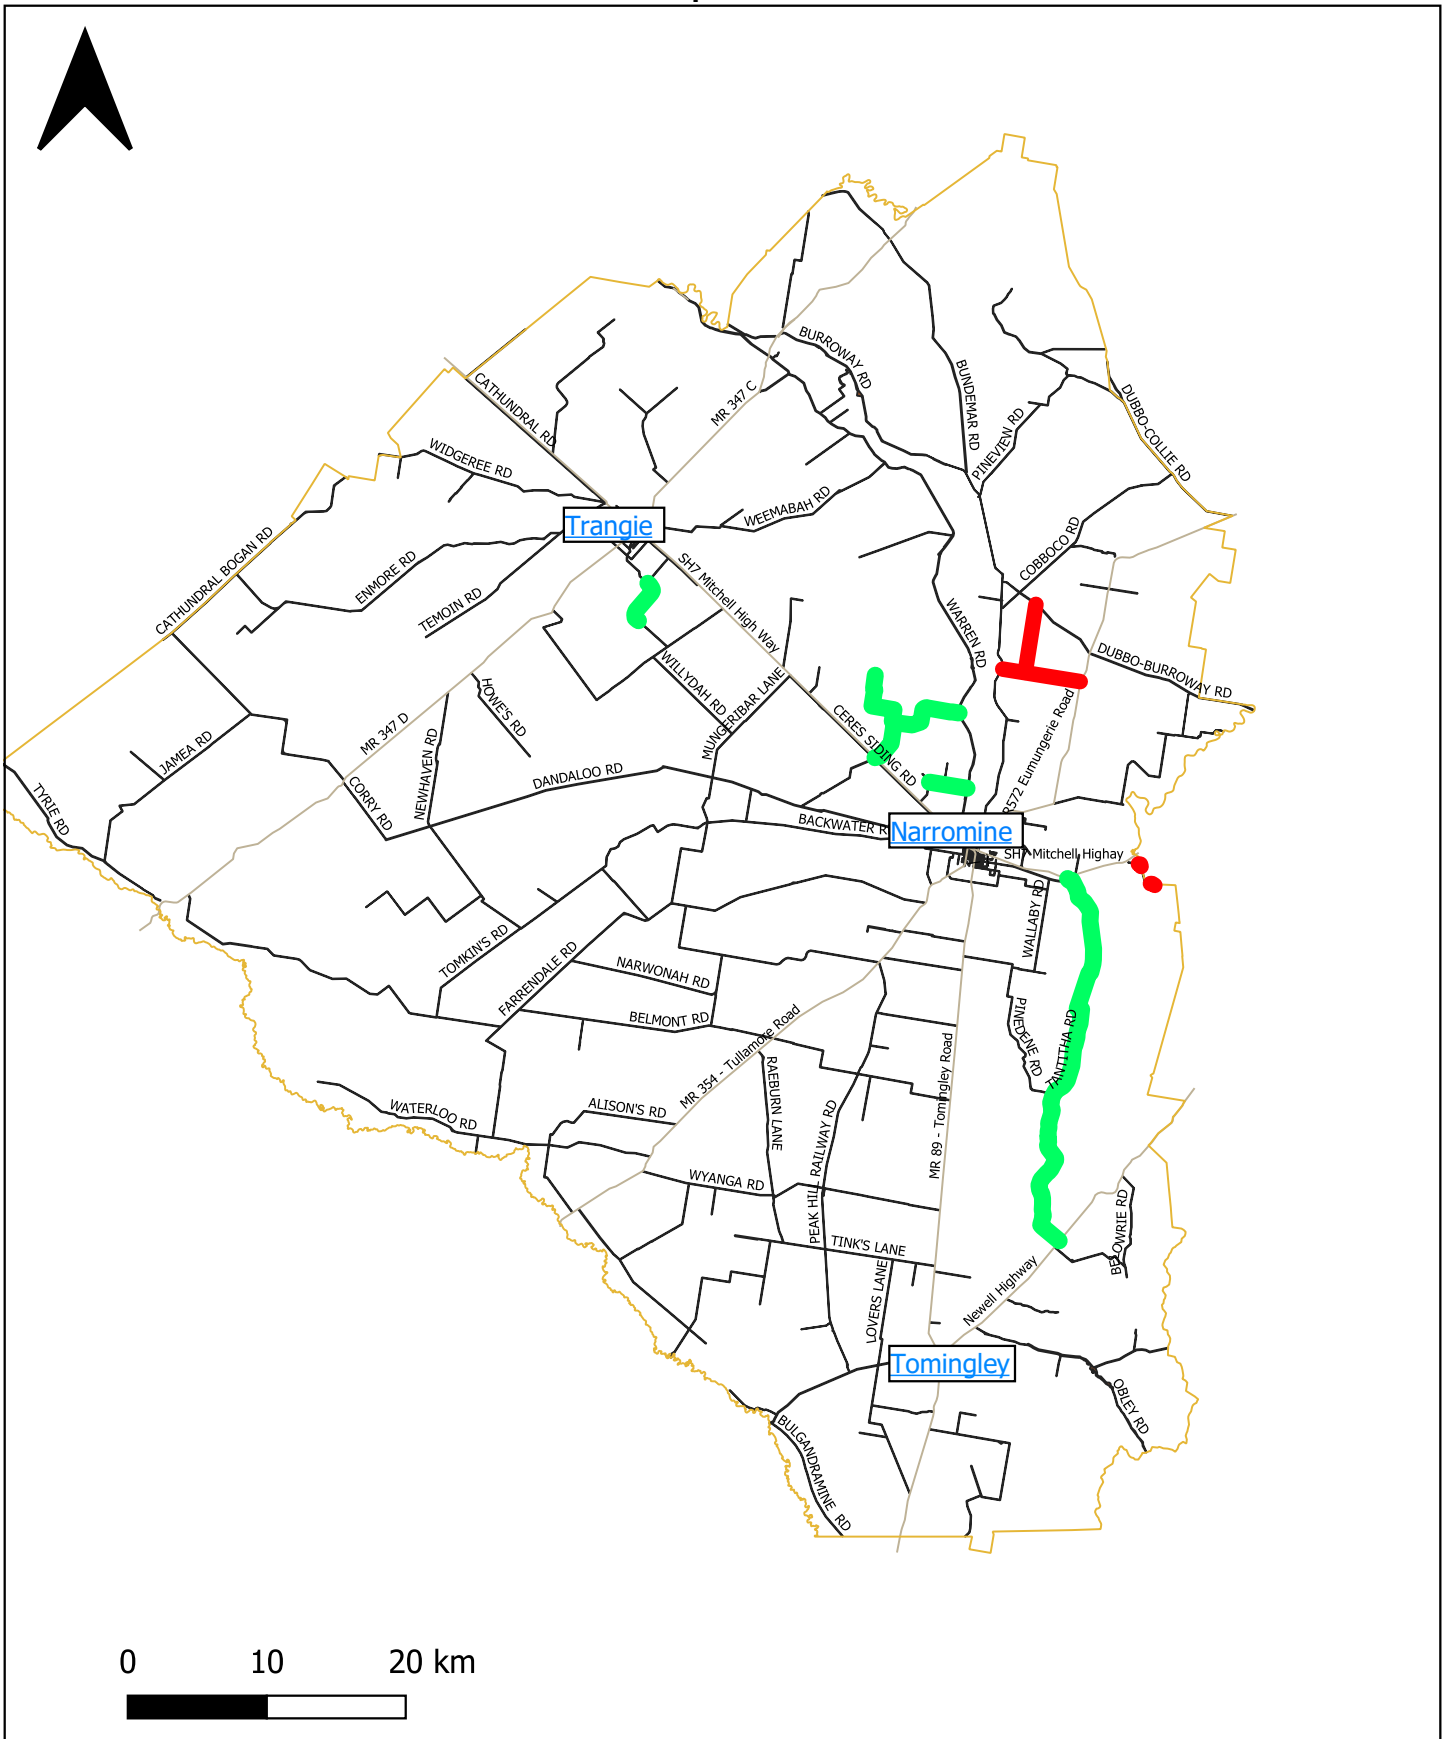 BURROWAY RD
BUNDEMAR RD
CATHUNDRAL RD
MR 347 C
DUBBO-COLLIE RD
PINEVIEW RD
WIDGEREE RD
WEEMABAH RD
Trangie
CATHUNDRAL BOGAN RD
ENMORE RD
TEMOIN RD
SH7 Mitchell High Way
COBBOCO RD
WARREN RD
DUBBO-BURROWAY RD
WILLYDAH RD
MUNGERIBAR LANE
HOWE'S RD
MR 347 D
NEWHAVEN RD
CERES SIDING RD
R572 Eumungerie Road
JAMEA RD
TYRIE RD
CORRY RD
DANDALOO RD
BACKWATER R
Narromine
SH7 Mitchell Highay
WALLABY RD
TOMKIN'S RD
FARRENDALE RD
NARWONAH RD
BELMONT RD
MR 354 - Tullamore Road
PINEDENE RD
TANTITHA RD
RAEBURN LANE
MR 89 - Tomingley Road
WATERLOO RD
ALISON'S RD
PEAK HILL RAILWAY RD
WYANGA RD
BELOWRIE RD
TINK'S LANE
LOVERS LANE
Newell Highway
Tomingley
OBLEY RD
BULGANDRAMINE RD
0 10 20 km